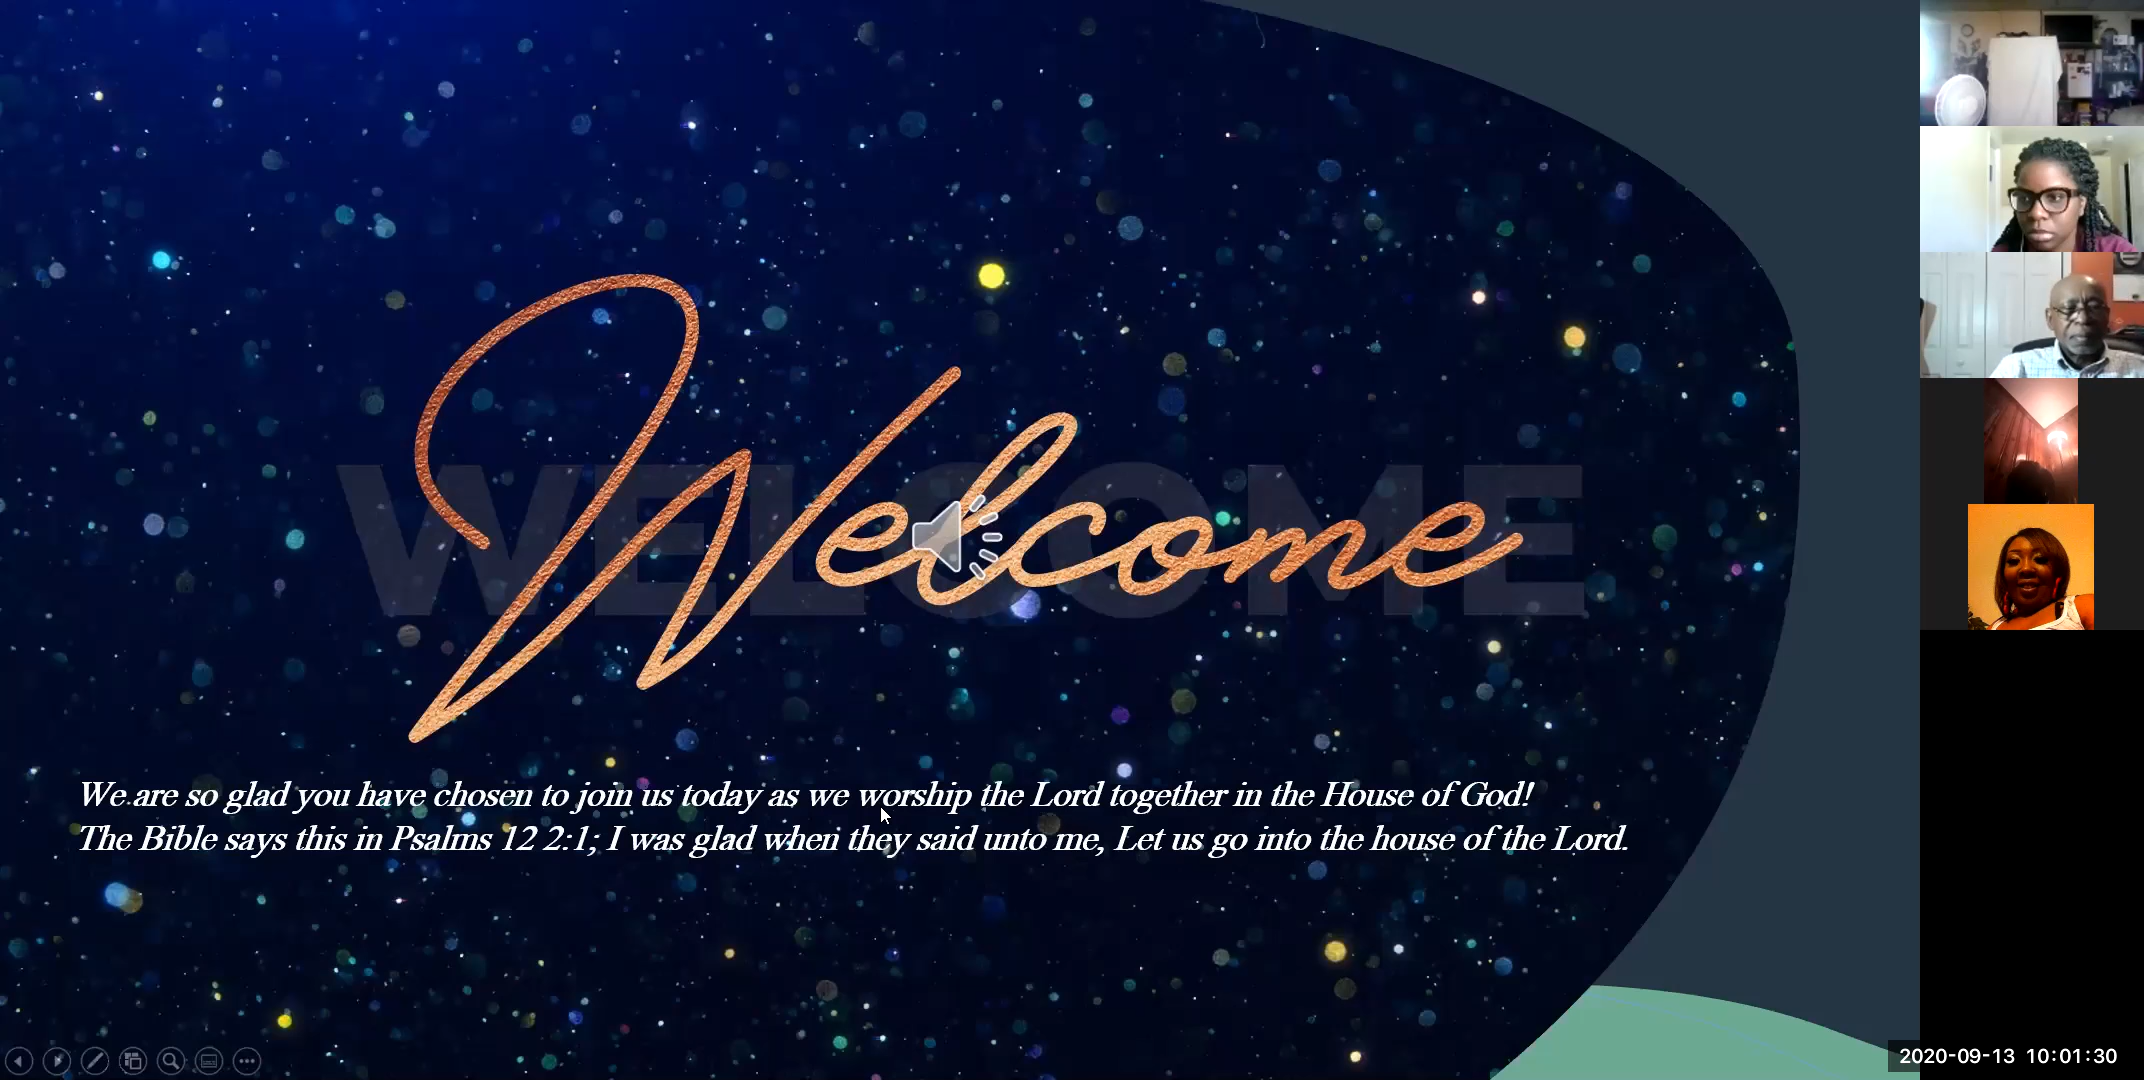 WELCOME
Welcome
We are so glad you have chosen to join us today as we worship the Lord together in the House of God!
The Bible says this in Psalms 12 2:1; I was glad when they said unto me, Let us go into the house of the Lord.
2020-09-13 10:01:30